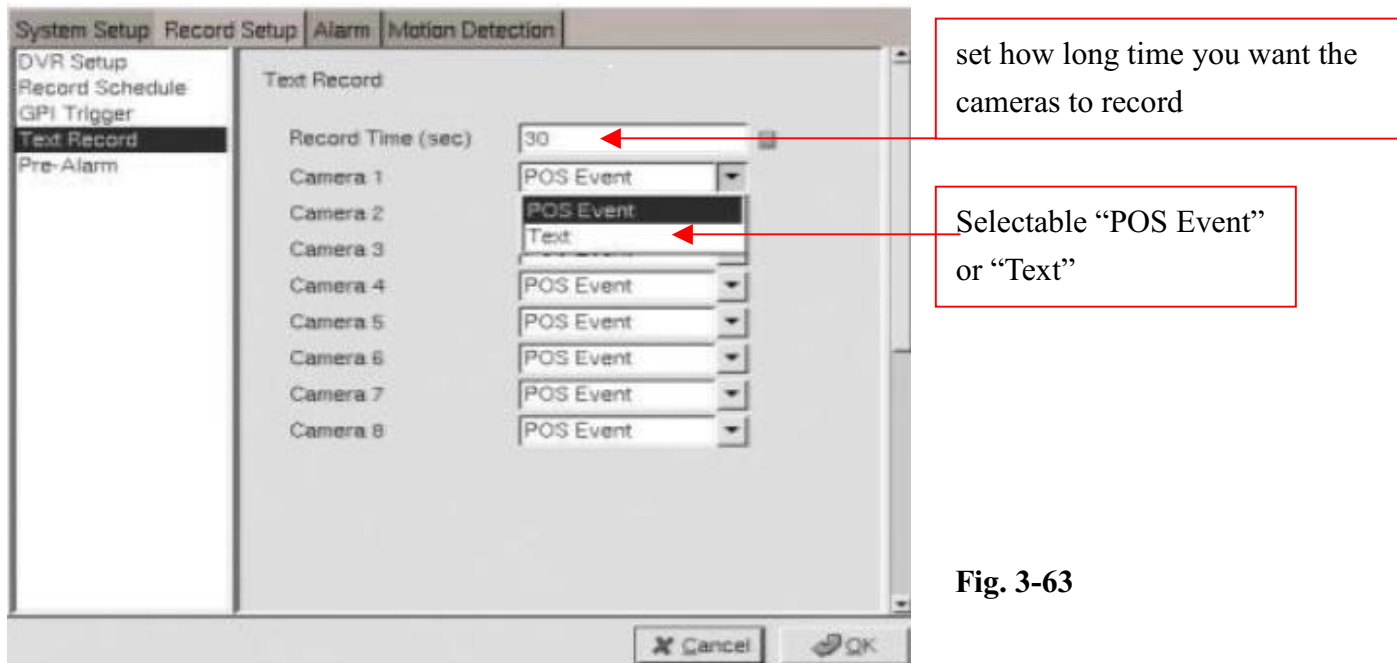 System Setup Record Setup Alarm Motion Detection
DVR Setup
Record Schedule
GPI Trigger
Text Record
Pre-Alarm
Text Record
Record Time (sec) 30
Camera 1 POS Event
Camera 2 POS Event
Camera 3 Text
Camera 4 POS Event
Camera 5 POS Event
Camera 6 POS Event
Camera 7 POS Event
Camera 8 POS Event
Cancel OK
set how long time you want the
cameras to record
Selectable “POS Event”
or “Text”
Fig. 3-63